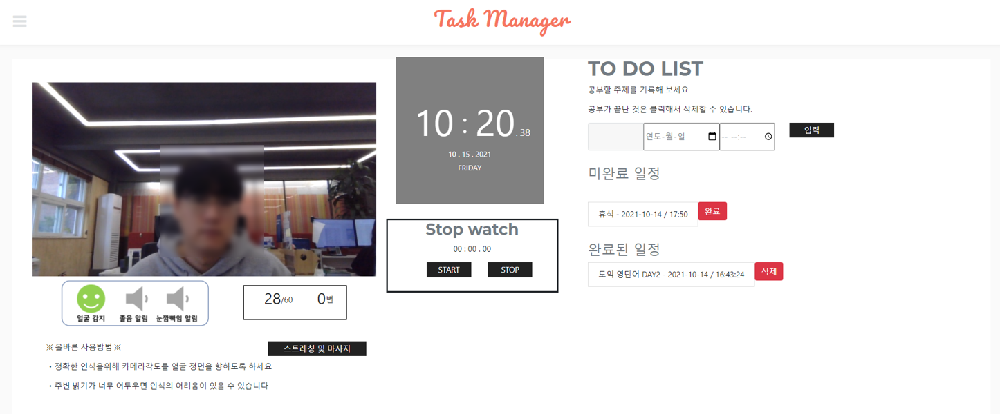 Task Manager
10 : 20 . 38
10 . 15 . 2021
FRIDAY
Stop watch
00 : 00 . 00
START
STOP
얼굴 감지
졸음 알림
눈깜빡임 알림
28/60
0번
※ 올바른 사용방법 ※
스트레칭 및 마사지
• 정확한 인식을위해 카메라각도를 얼굴 정면을 향하도록 하세요
• 주변 밝기가 너무 어두우면 인식의 어려움이 있을 수 있습니다
TO DO LIST
공부할 주제를 기록해 보세요
공부가 끝난 것은 클릭해서 삭제할 수 있습니다.
연도-월-일
-- --:--
입력
미완료 일정
휴식 - 2021-10-14 / 17:50
완료
완료된 일정
토익 영단어 DAY2 - 2021-10-14 / 16:43:24
삭제